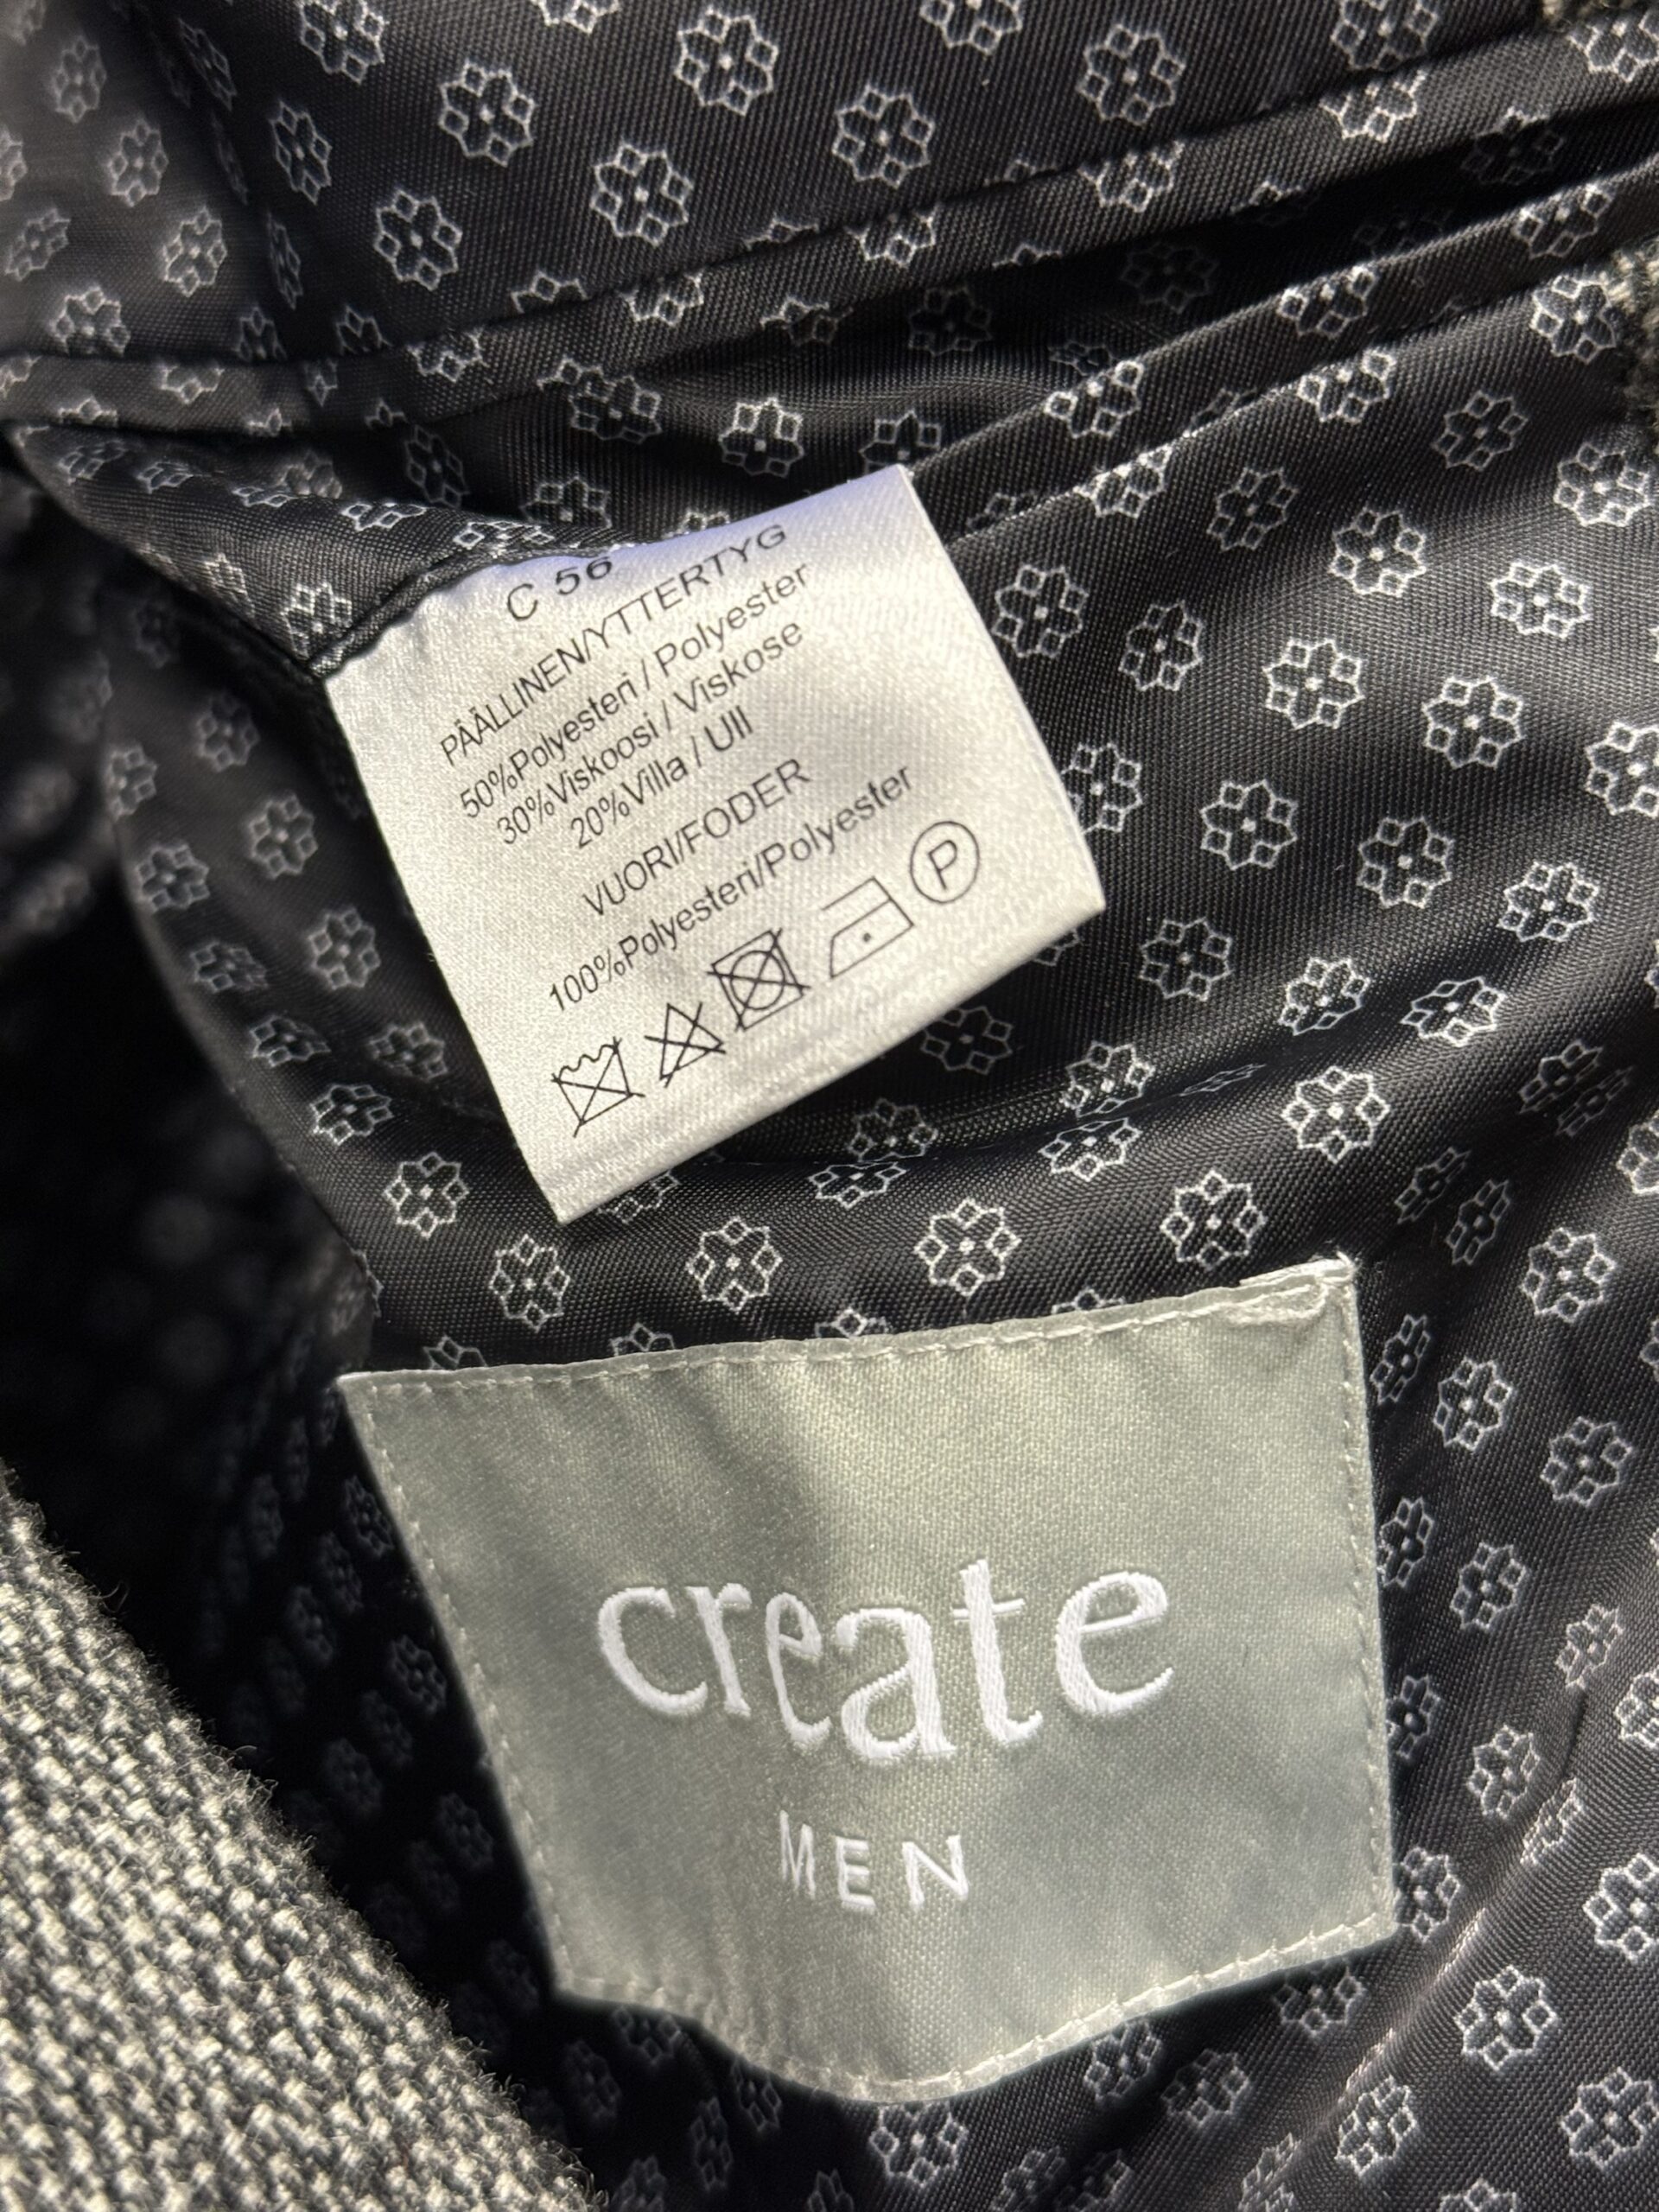 C 56
PÄÄLLINEN/YTTERTYG
50%Polyesteri / Polyester
30%Viskoosi / Viskose
20%Villa / Ull
VUORI/FODER
100%Polyesteri/Polyester
P
create
MEN